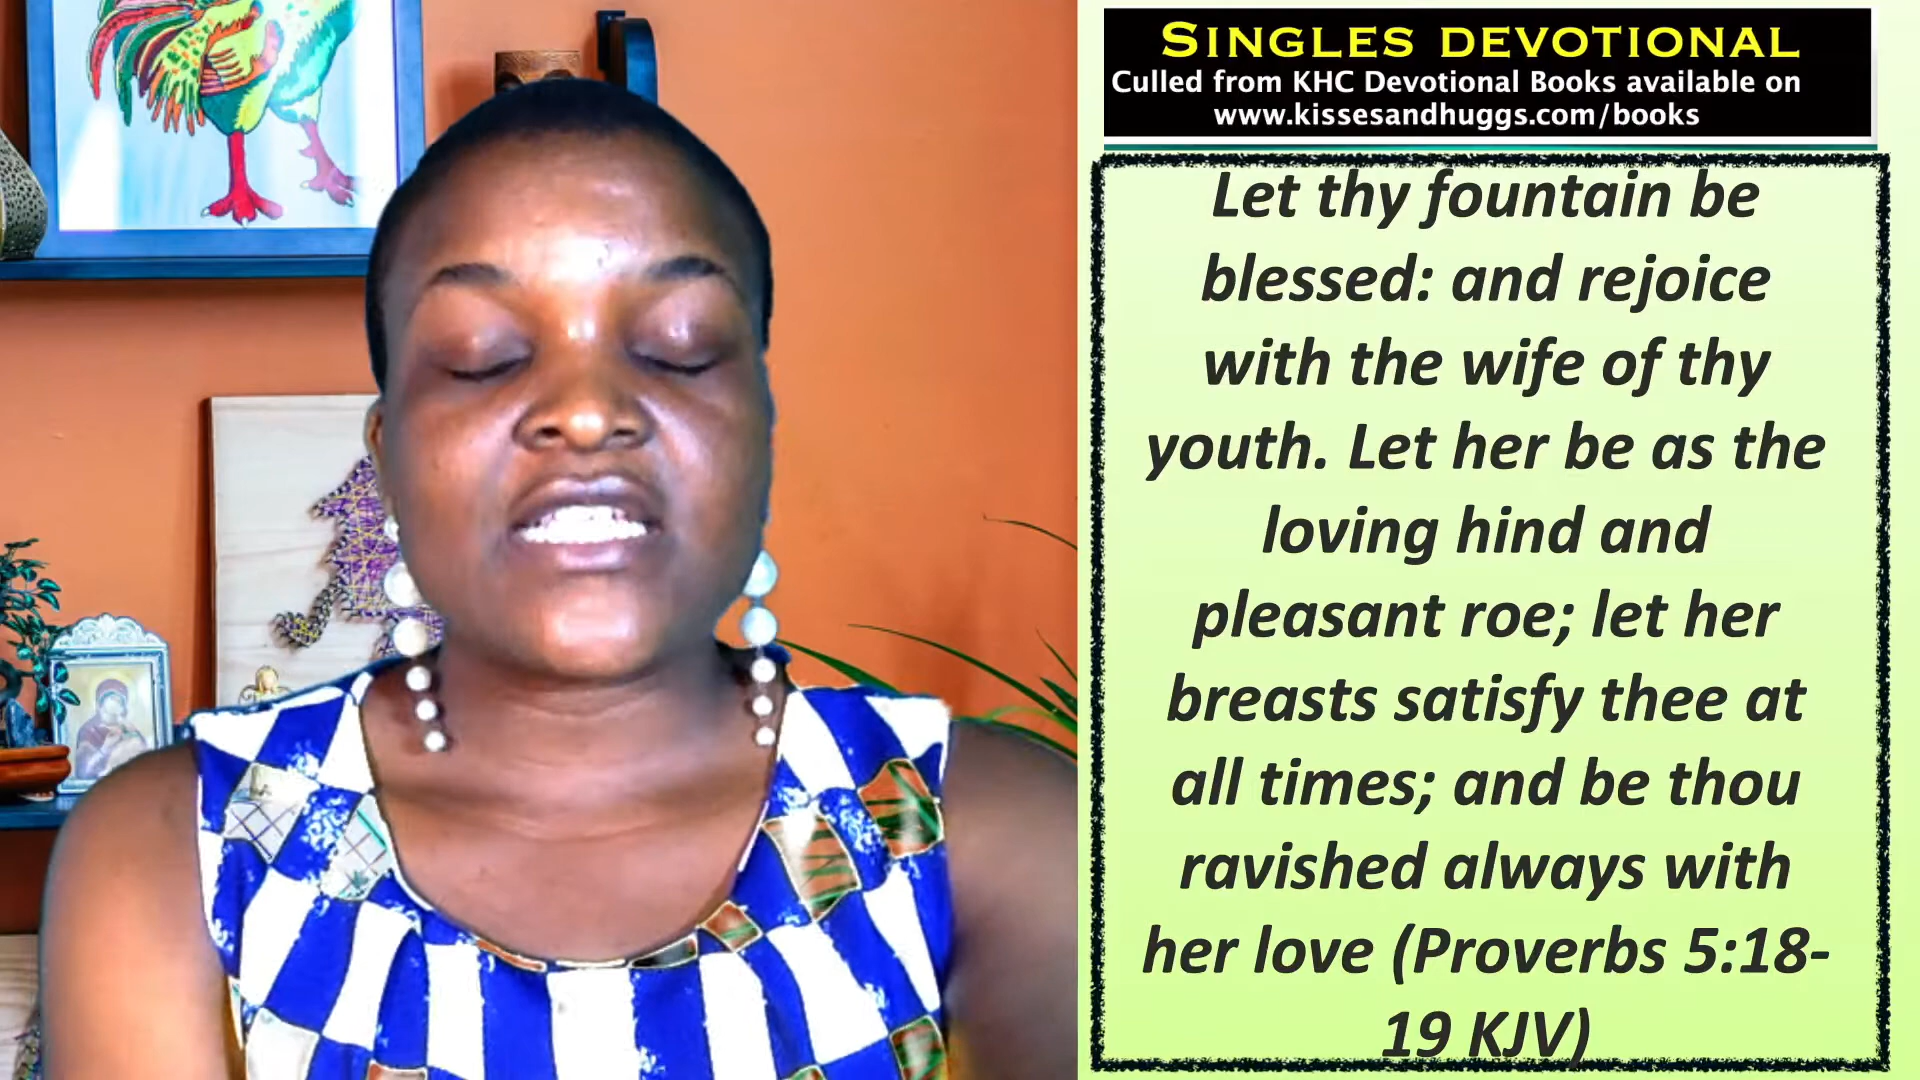 SINGLES DEVOTIONAL
Culled from KHC Devotional Books available on
www.kissesandhuggs.com/books
Let thy fountain be
blessed: and rejoice
with the wife of thy
youth. Let her be as the
loving hind and
pleasant roe; let her
breasts satisfy thee at
all times; and be thou
ravished always with
her love (Proverbs 5:18-
19 KJV)